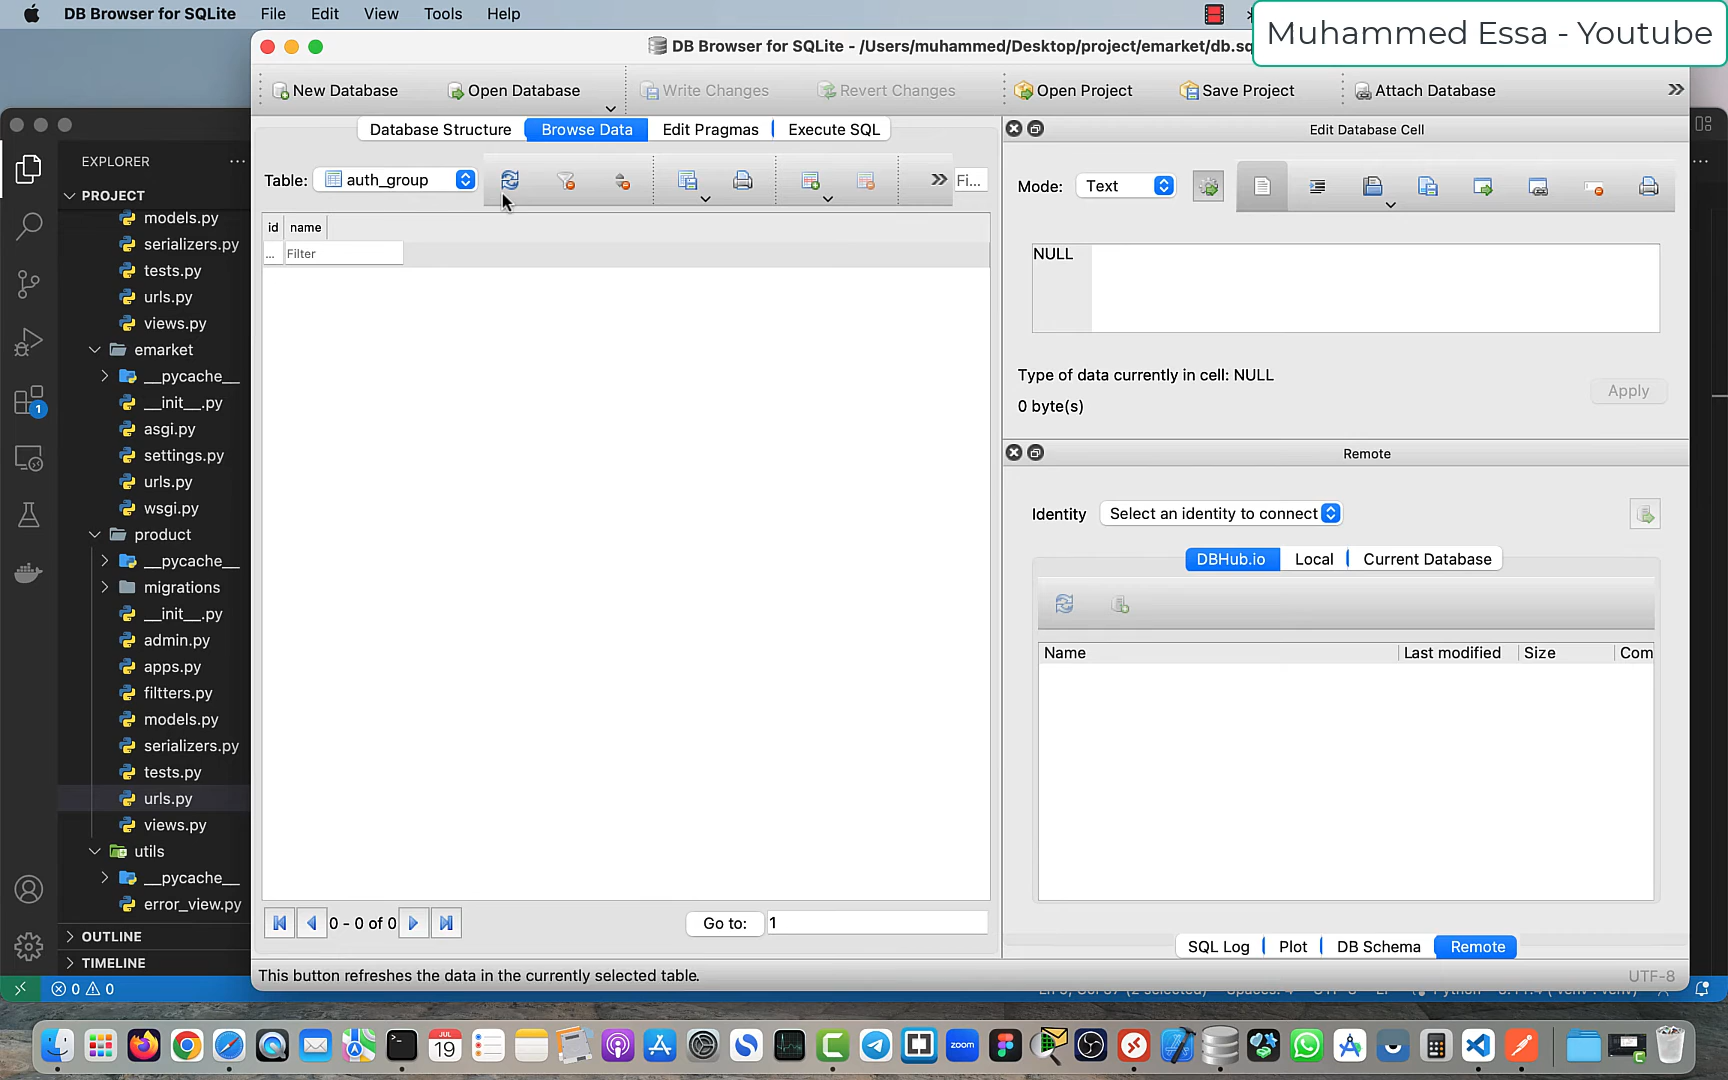 DB Browser for SQLite File Edit View Tools Help
Muhammed Essa - Youtube
DB Browser for SQLite - /Users/muhammed/Desktop/project/emarket/db.sq
New Database Open Database Write Changes Revert Changes Open Project Save Project Attach Database
Database Structure Browse Data Edit Pragmas Execute SQL
Table: auth_group Fi...
id name
... Filter
0 - 0 of 0 Go to: 1
This button refreshes the data in the currently selected table.
UTF-8
Edit Database Cell
Mode: Text
NULL
Type of data currently in cell: NULL
0 byte(s)
Apply
Remote
Identity Select an identity to connect
DBHub.io Local Current Database
Name Last modified Size Com
SQL Log Plot DB Schema Remote
EXPLORER ...
PROJECT
models.py
serializers.py
tests.py
urls.py
views.py
emarket
__pycache__
__init__.py
asgi.py
settings.py
urls.py
wsgi.py
product
__pycache__
migrations
__init__.py
admin.py
apps.py
filtters.py
models.py
serializers.py
tests.py
urls.py
views.py
utils
__pycache__
error_view.py
OUTLINE
TIMELINE
1
0 0
JUL
19
zoom